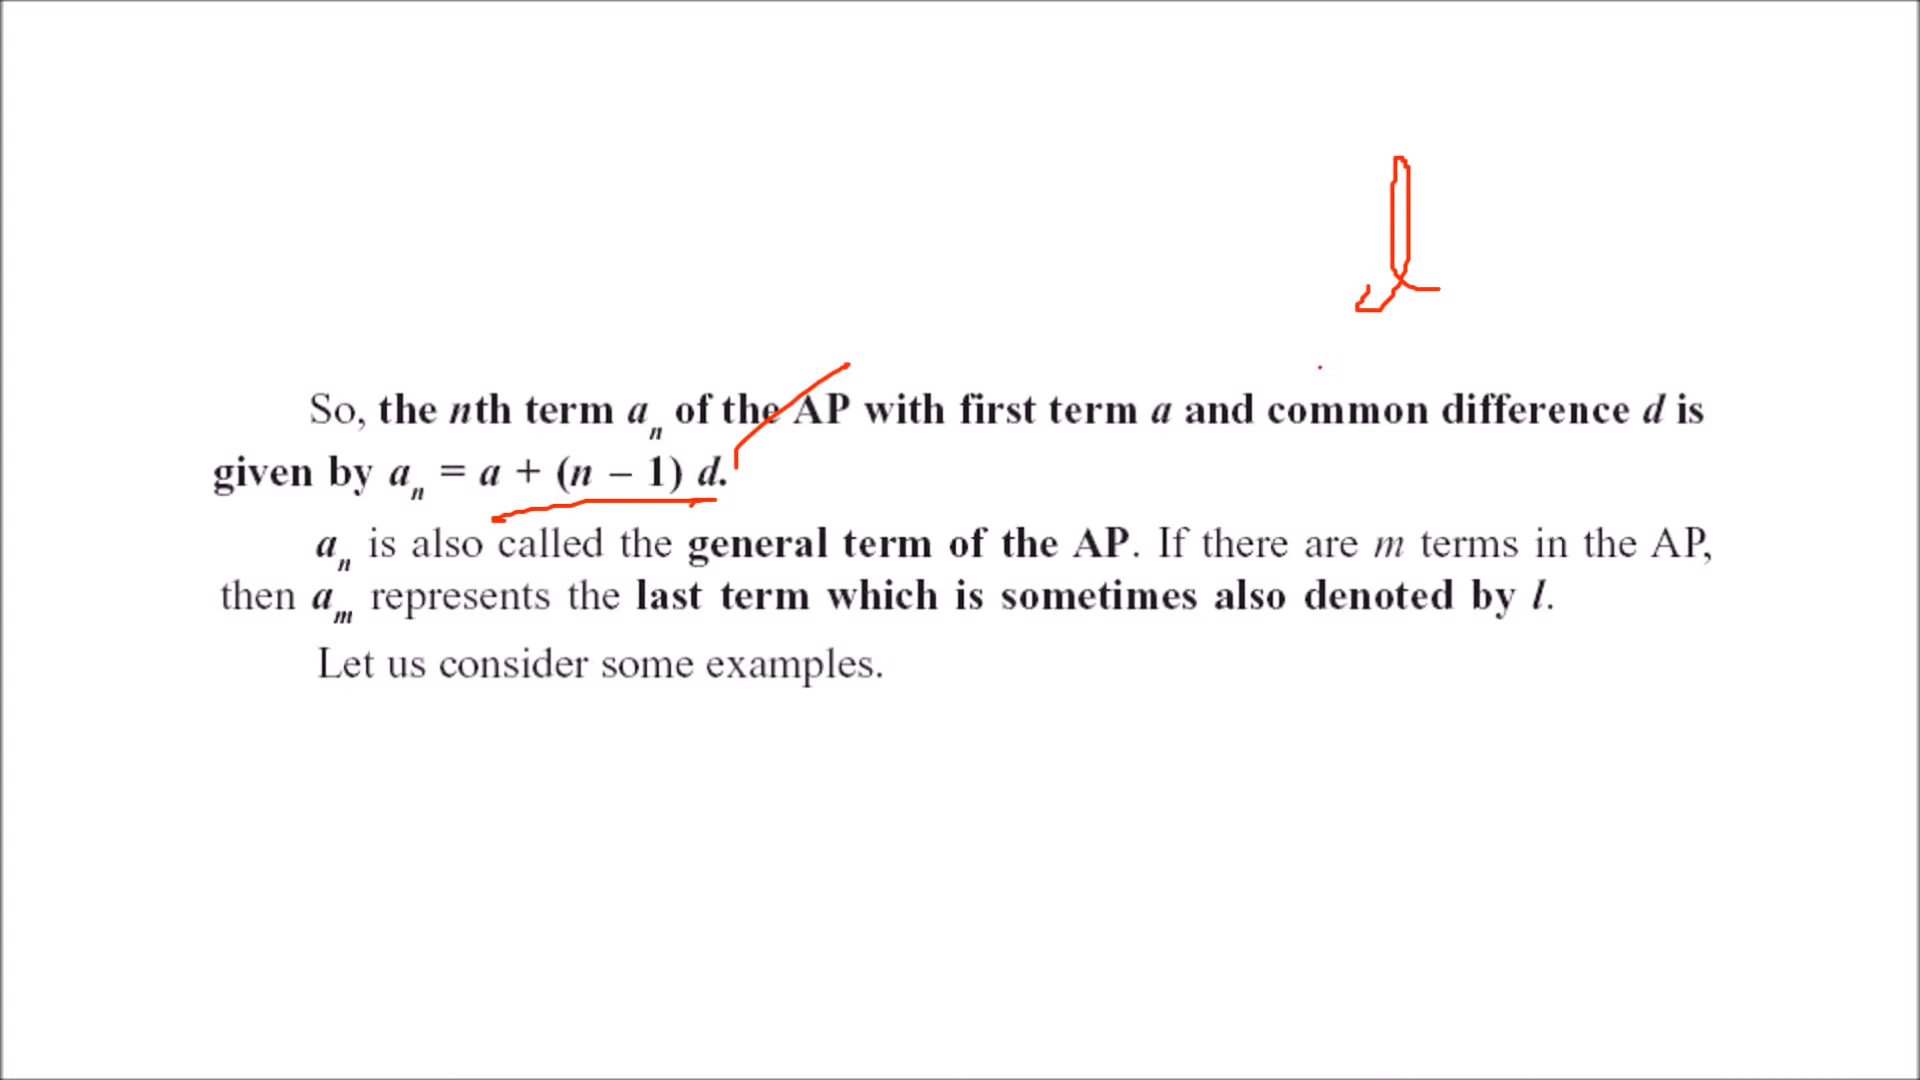 l
So, the nth term aₙ of the AP with first term a and common difference d is
given by aₙ = a + (n – 1) d.
aₙ is also called the general term of the AP. If there are m terms in the AP,
then aₘ represents the last term which is sometimes also denoted by l.
Let us consider some examples.